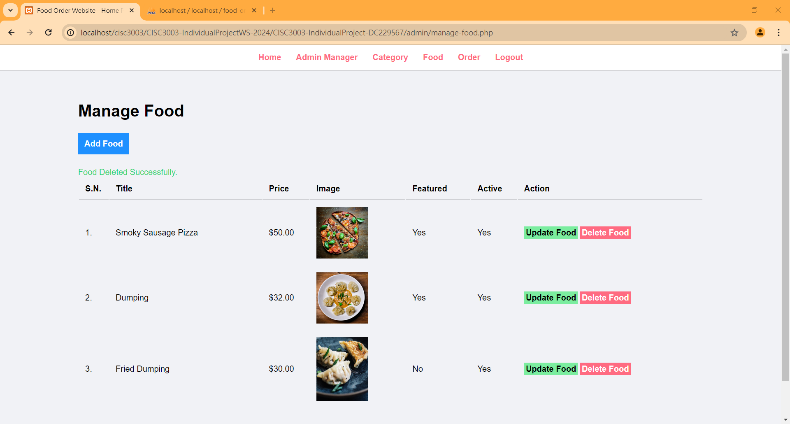 Food Order Website - Home
localhost / localhost / food
localhost/cisc3003/CISC3003-IndividualProjectWS-2024/CISC3003-IndividualProject-DC229567/admin/manage-food.php
Home Admin Manager Category Food Order Logout
Manage Food
Add Food
Food Deleted Successfully.
S.N. Title Price Image Featured Active Action
1. Smoky Sausage Pizza $50.00 Yes Yes Update Food Delete Food
2. Dumping $32.00 Yes Yes Update Food Delete Food
3. Fried Dumping $30.00 No Yes Update Food Delete Food